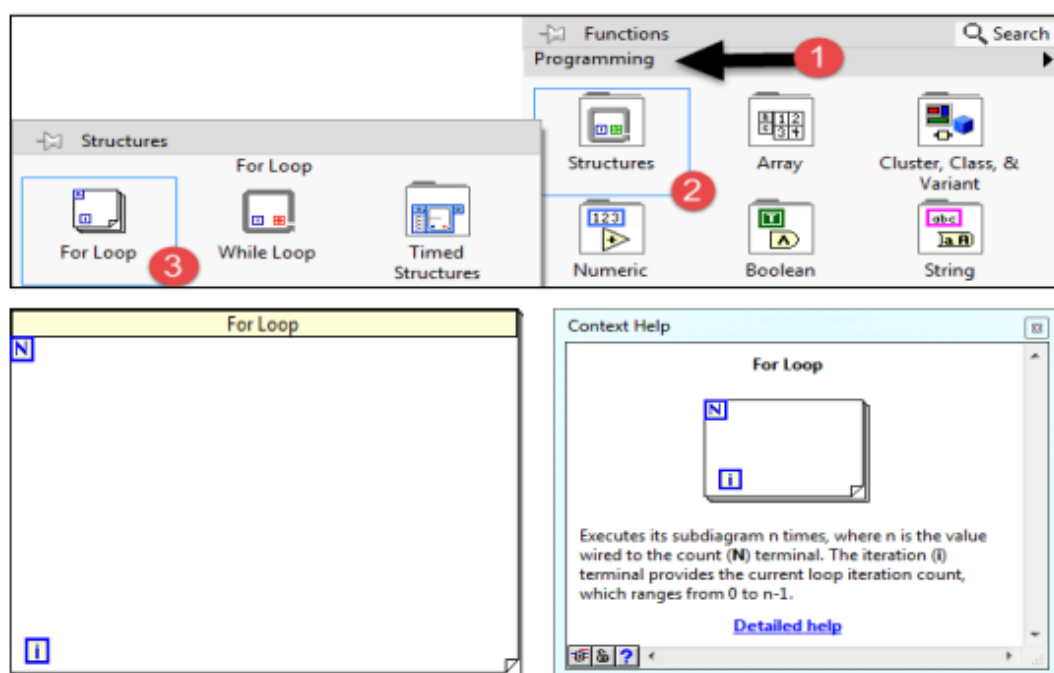 Functions
Search
Programming
1
Structures
Array
Cluster, Class, &
Variant
2
Numeric
Boolean
String
Structures
For Loop
For Loop
While Loop
Timed
Structures
3
For Loop
N
i
Context Help
For Loop
N
i
Executes its subdiagram n times, where n is the value
wired to the count (N) terminal. The iteration (i)
terminal provides the current loop iteration count,
which ranges from 0 to n-1.
Detailed help
?